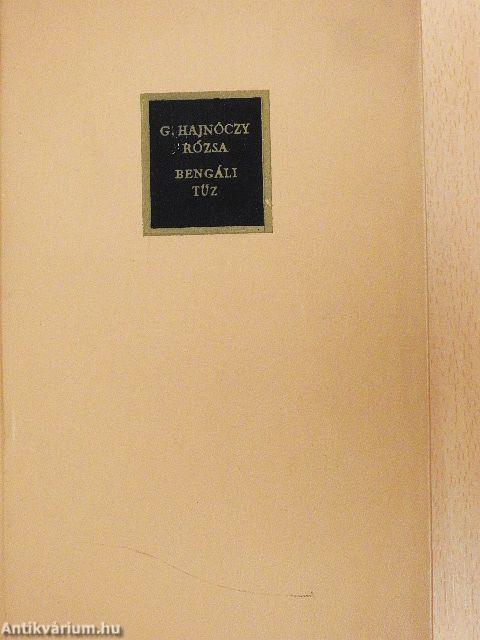 G. HAJNÓCZY
RÓZSA
BENGÁLI
TŰZ
Antikvárium.hu